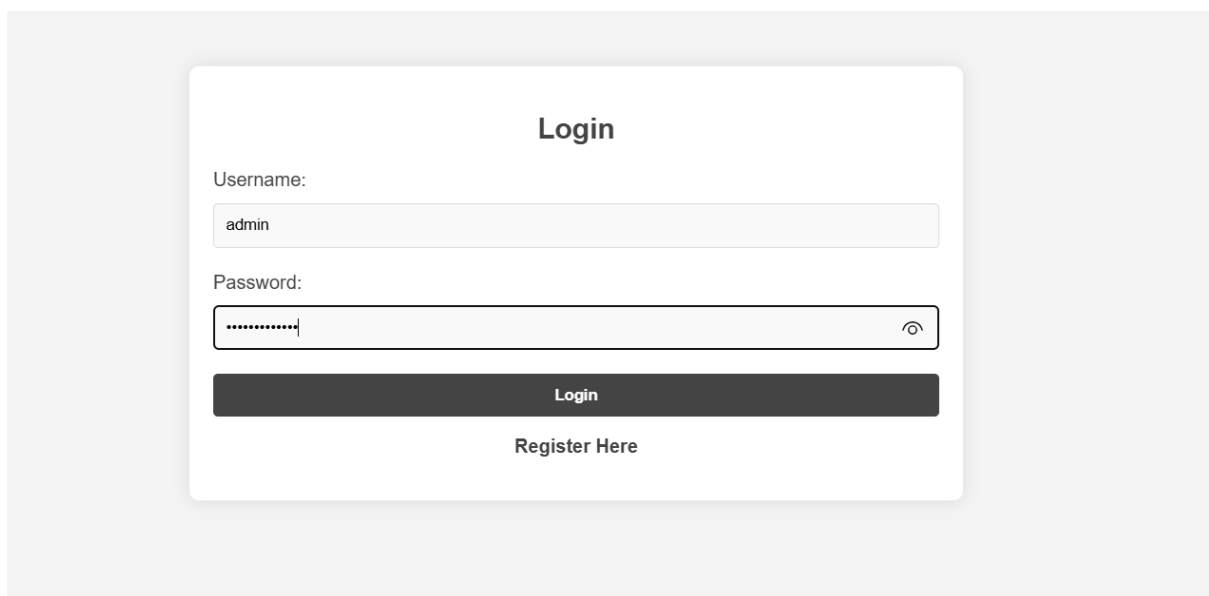 Login
Username:
admin
Password:
•••••••••••••
Login
Register Here